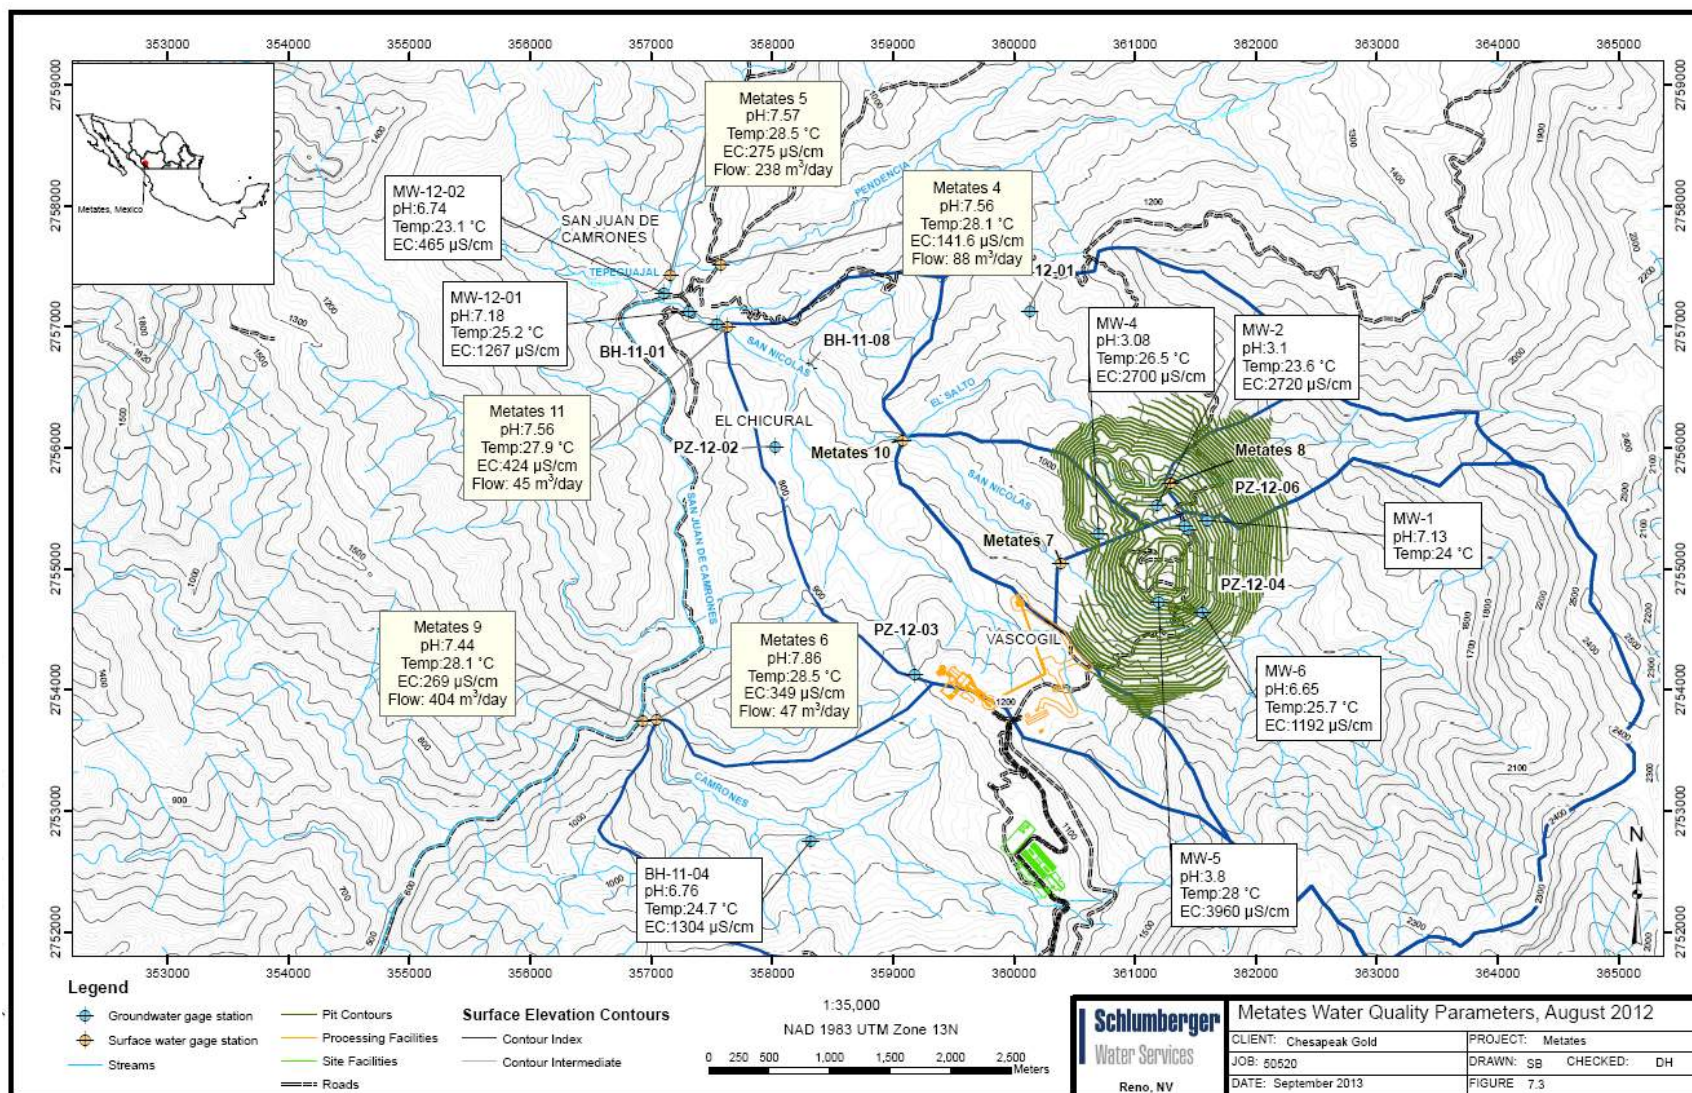 353000 354000 355000 356000 357000 358000 359000 360000 361000 362000 363000 364000 365000
2759000
2758000
2757000
2756000
2755000
2754000
2753000
2752000
Metates, Mexico
Metates 5
pH:7.57
Temp:28.5 °C
EC:275 µS/cm
Flow: 238 m³/day
MW-12-02
pH:6.74
Temp:23.1 °C
EC:465 µS/cm
SAN JUAN DE
CAMRONES
TEPEGUAJAL
PENDENCIA
Metates 4
pH:7.56
Temp:28.1 °C
EC:141.6 µS/cm
Flow: 88 m³/day
12-01
MW-12-01
pH:7.18
Temp:25.2 °C
EC:1267 µS/cm
BH-11-01
SAN NICOLAS
BH-11-08
EL SALTO
MW-4
pH:3.08
Temp:26.5 °C
EC:2700 µS/cm
MW-2
pH:3.1
Temp:23.6 °C
EC:2720 µS/cm
Metates 11
pH:7.56
Temp:27.9 °C
EC:424 µS/cm
Flow: 45 m³/day
EL CHICURAL
PZ-12-02
Metates 10
Metates 8
PZ-12-06
SAN NICOLAS
SAN JUAN DE CAMRONES
Metates 7
MW-1
pH:7.13
Temp:24 °C
PZ-12-04
Metates 9
pH:7.44
Temp:28.1 °C
EC:269 µS/cm
Flow: 404 m³/day
Metates 6
pH:7.86
Temp:28.5 °C
EC:349 µS/cm
Flow: 47 m³/day
PZ-12-03
VASCOGIL
MW-6
pH:6.65
Temp:25.7 °C
EC:1192 µS/cm
CAMRONES
BH-11-04
pH:6.76
Temp:24.7 °C
EC:1304 µS/cm
MW-5
pH:3.8
Temp:28 °C
EC:3960 µS/cm
N
353000 354000 355000 356000 357000 358000 359000 360000 361000 362000 363000 364000 365000
Legend
Groundwater gage station
Surface water gage station
Streams
Pit Contours
Processing Facilities
Site Facilities
Roads
Surface Elevation Contours
Contour Index
Contour Intermediate
1:35,000
NAD 1983 UTM Zone 13N
0 250 500 1,000 1,500 2,000 2,500
Meters
Schlumberger
Water Services
Reno, NV
Metates Water Quality Parameters, August 2012
CLIENT: Chesapeak Gold
PROJECT: Metates
JOB: 50520
DRAWN: SB CHECKED: DH
DATE: September 2013
FIGURE 7.3